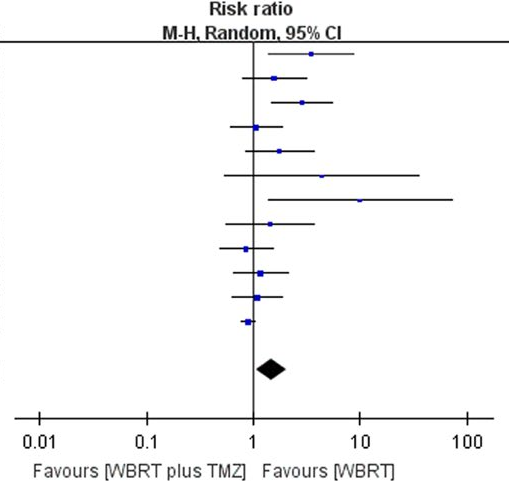 Risk ratio
M-H, Random, 95% CI
0.01 0.1 1 10 100
Favours [WBRT plus TMZ] Favours [WBRT]